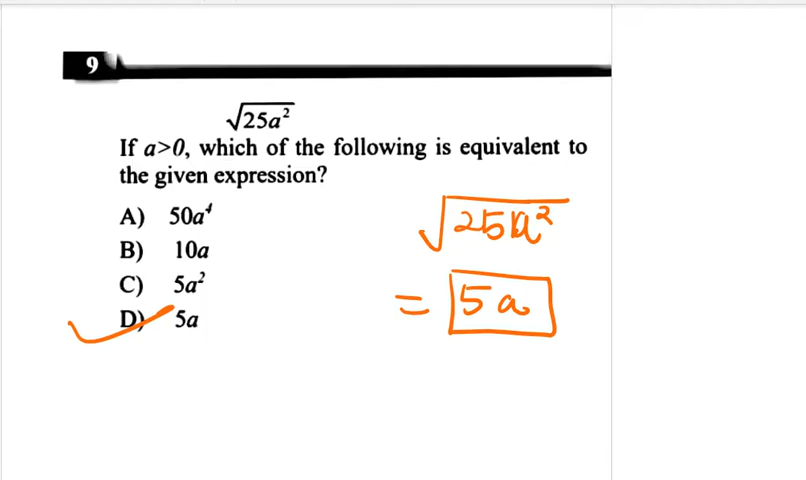 9
√25a²
If a>0, which of the following is equivalent to
the given expression?
A) 50a⁴
B) 10a
C) 5a²
D) 5a
√25a²
= 5a